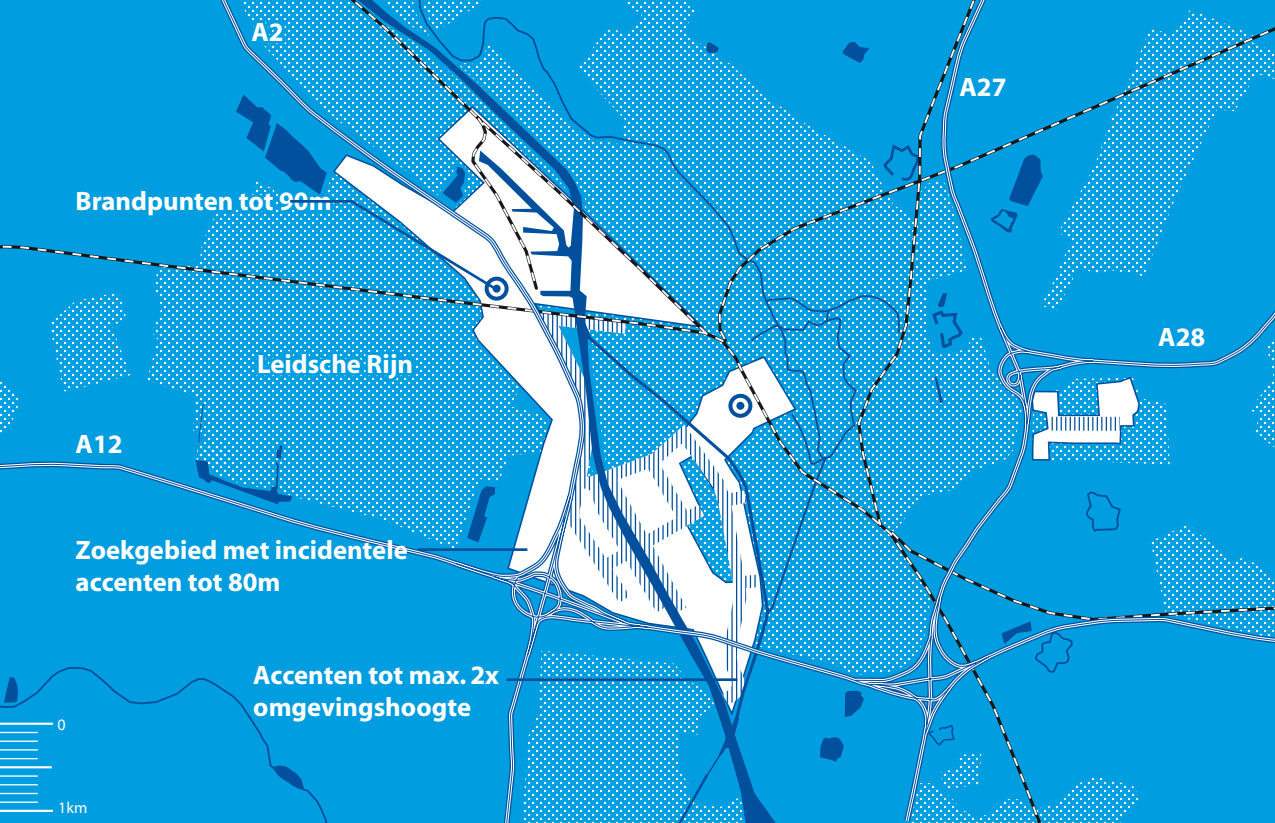 A2
A27
Brandpunten tot 90m
A28
Leidsche Rijn
A12
Zoekgebied met incidentele
accenten tot 80m
Accenten tot max. 2x
omgevingshoogte
0
1km